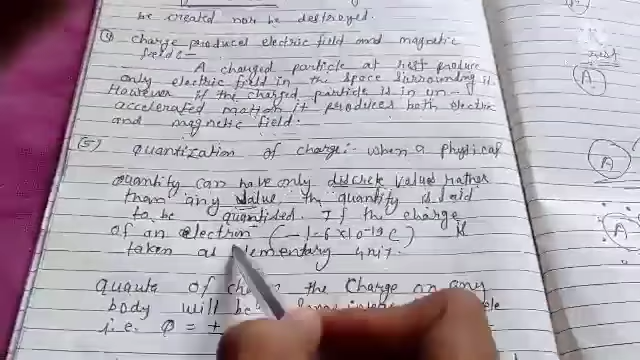 be created nor be destroyed.
(4) charge produces electric field and magnetic
fields—
A charged particle at rest produce
only electric field in the space surrounding it.
However if the charged particle is in un-
accelerated motion it produces both electric
and magnetic field.
(5) Quantization of charge:- when a physical
quantity can have only discrete values rather
than any value the quantity is said
to be quantised. If the charge
of an electron (-1.6×10-19C) is
taken as elementary unit.
quanta of the charge on any
body will be
i.e. Q = +
A
A
A